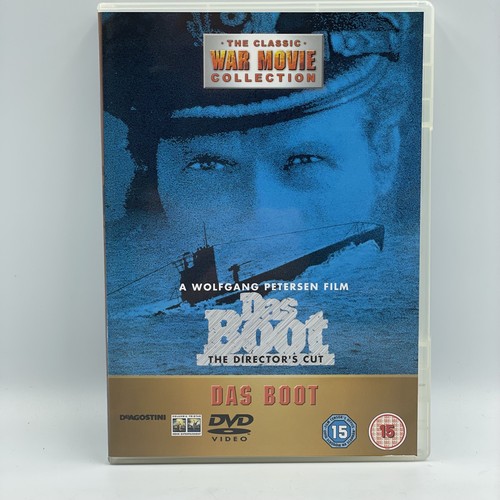 · THE CLASSIC ·
WAR MOVIE
COLLECTION
A WOLFGANG PETERSEN FILM
Das
Boot
THE DIRECTOR'S CUT
DAS BOOT
DeAGOSTINI
DVD
VIDEO
15
15